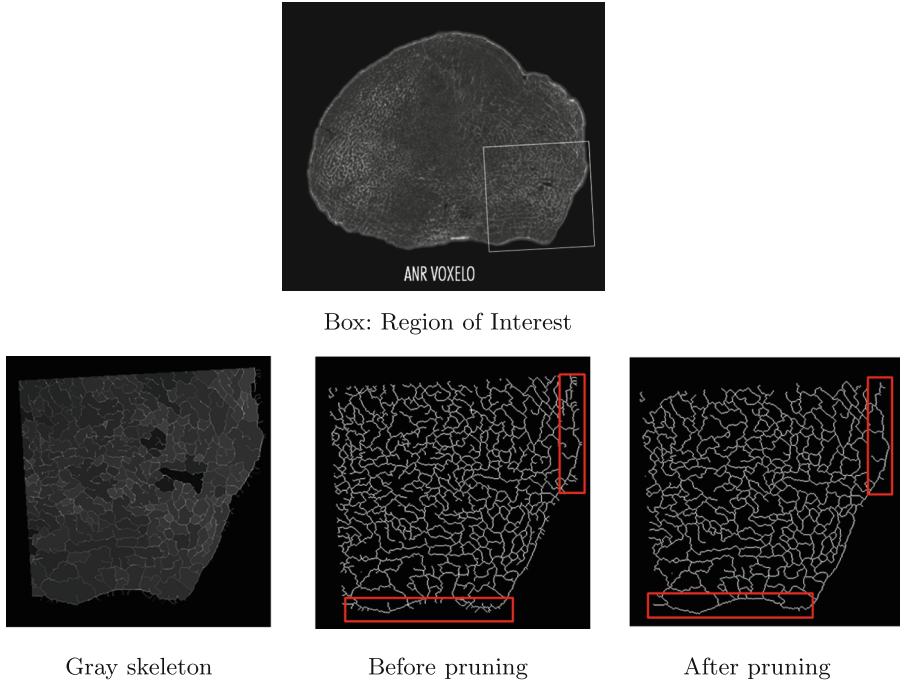 ANR VOXELO
Box: Region of Interest
Gray skeleton
Before pruning
After pruning